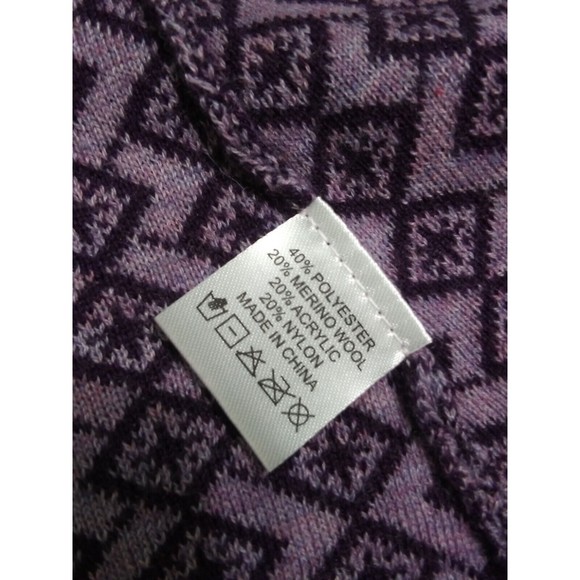 40% POLYESTER
20% MERINO WOOL
20% ACRYLIC
20% NYLON
MADE IN CHINA